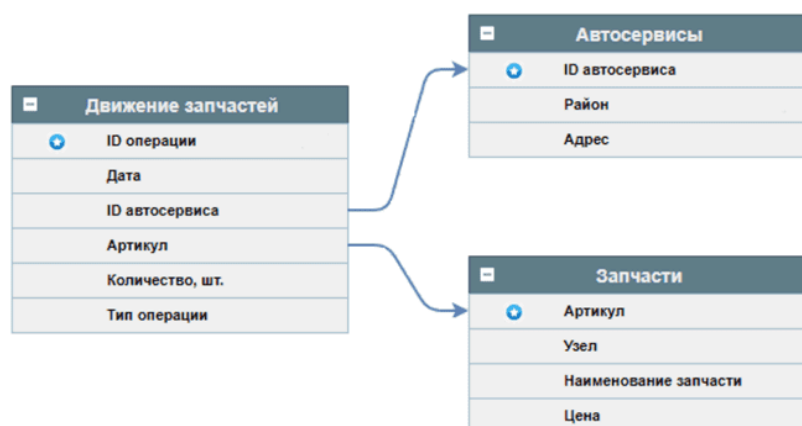 Автосервисы
ID автосервиса
Район
Адрес
Движение запчастей
ID операции
Дата
ID автосервиса
Артикул
Количество, шт.
Тип операции
Запчасти
Артикул
Узел
Наименование запчасти
Цена